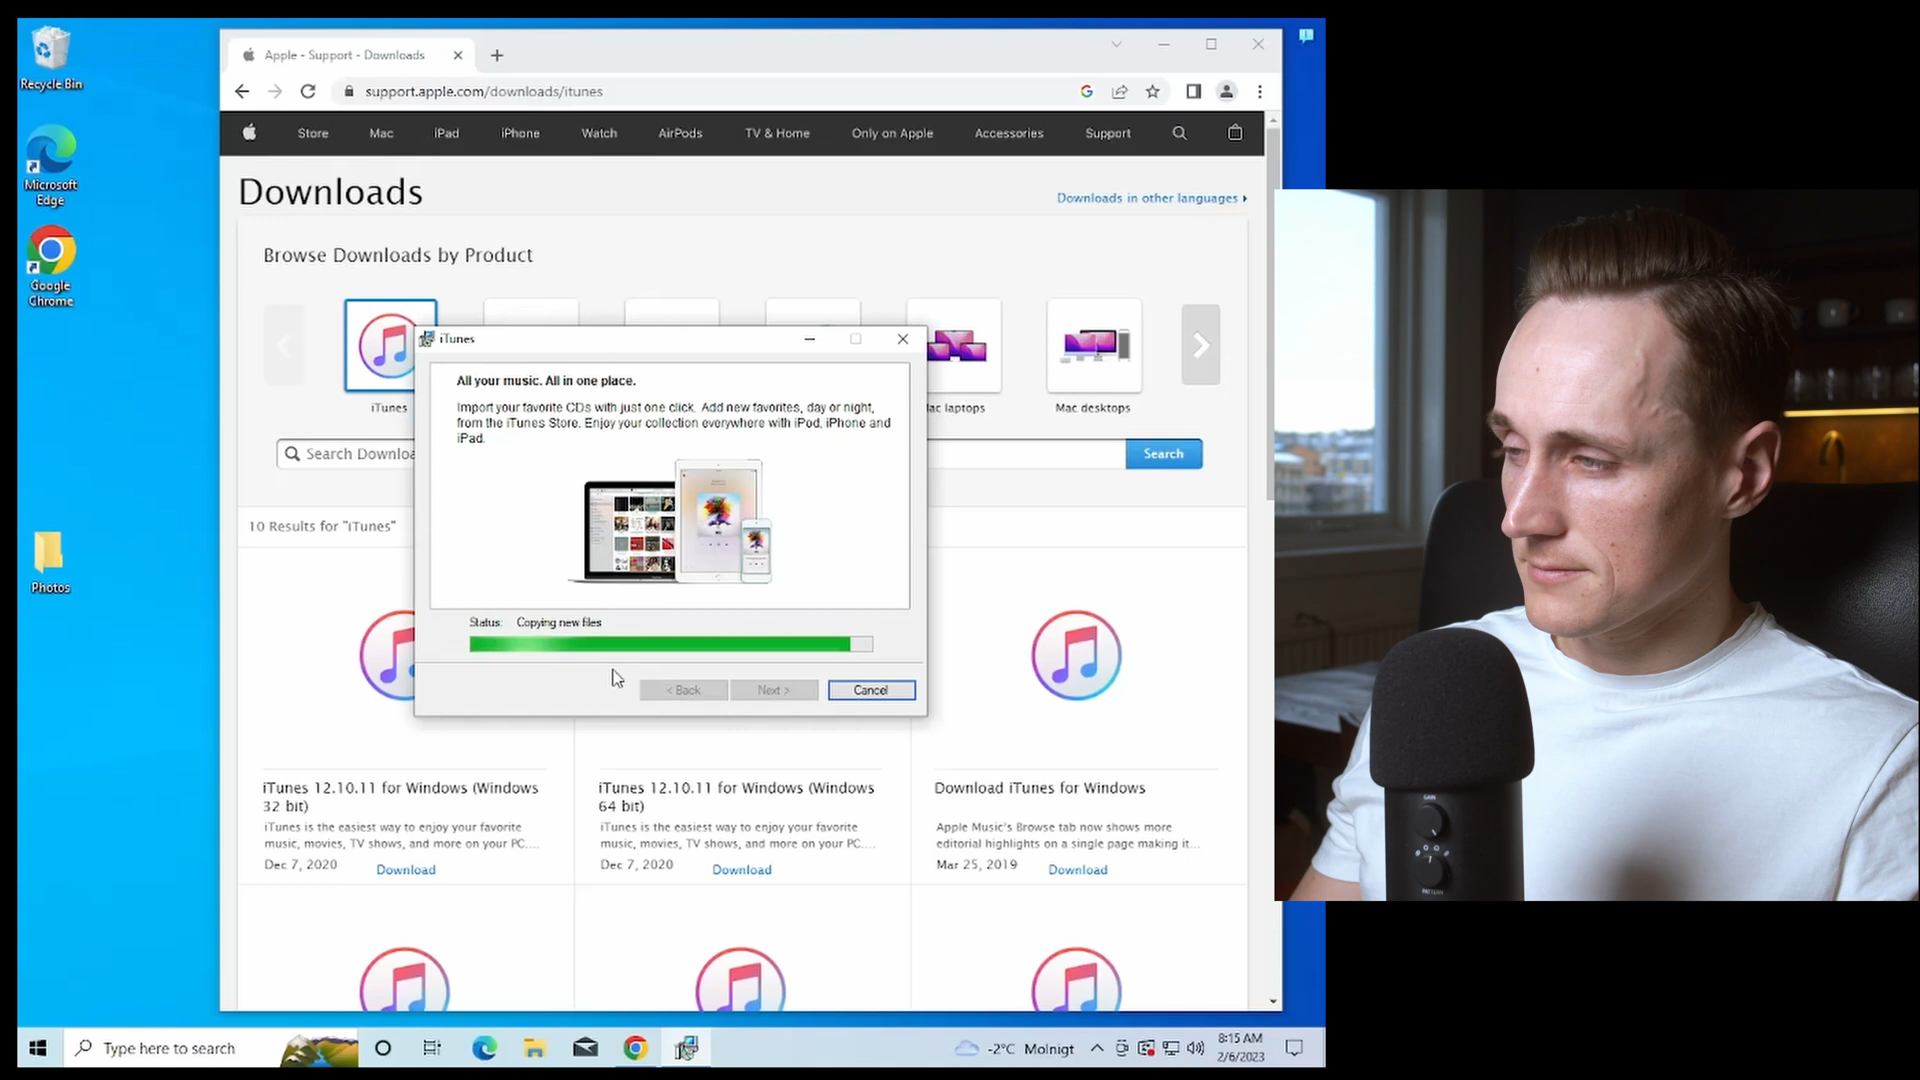 Recycle Bin
Microsoft
Edge
Google
Chrome
Photos
Apple - Support - Downloads
support.apple.com/downloads/itunes
Store
Mac
iPad
iPhone
Watch
AirPods
TV & Home
Only on Apple
Accessories
Support
Downloads
Downloads in other languages
Browse Downloads by Product
iTunes
laptops
Mac desktops
Search
10 Results for "iTunes"
iTunes
All your music. All in one place.
Import your favorite CDs with just one click. Add new favorites, day or night,
from the iTunes Store. Enjoy your collection everywhere with iPod, iPhone and
iPad.
Status: Copying new files
< Back
Next >
Cancel
iTunes 12.10.11 for Windows (Windows
32 bit)
iTunes is the easiest way to enjoy your favorite
music, movies, TV shows, and more on your PC....
Dec 7, 2020
Download
iTunes 12.10.11 for Windows (Windows
64 bit)
iTunes is the easiest way to enjoy your favorite
music, movies, TV shows, and more on your PC....
Dec 7, 2020
Download
Download iTunes for Windows
Apple Music's Browse tab now shows more
editorial highlights on a single page making it...
Mar 25, 2019
Download
Type here to search
-2°C Molnigt
8:15 AM
2/6/2023
GAIN
PATTERN